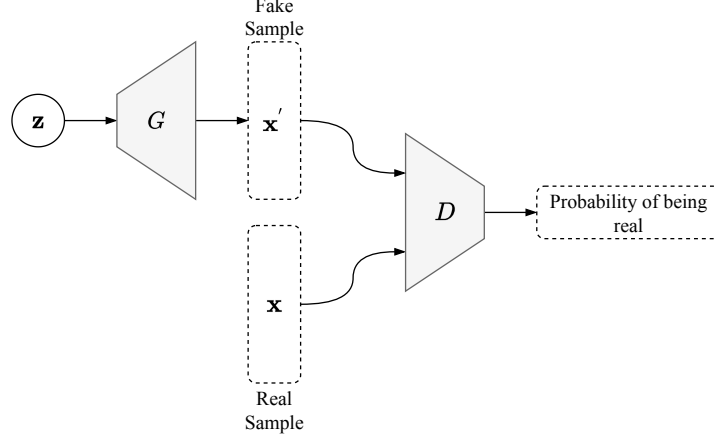 Fake
Sample
z
G
x′
D
Probability of being
real
x
Real
Sample